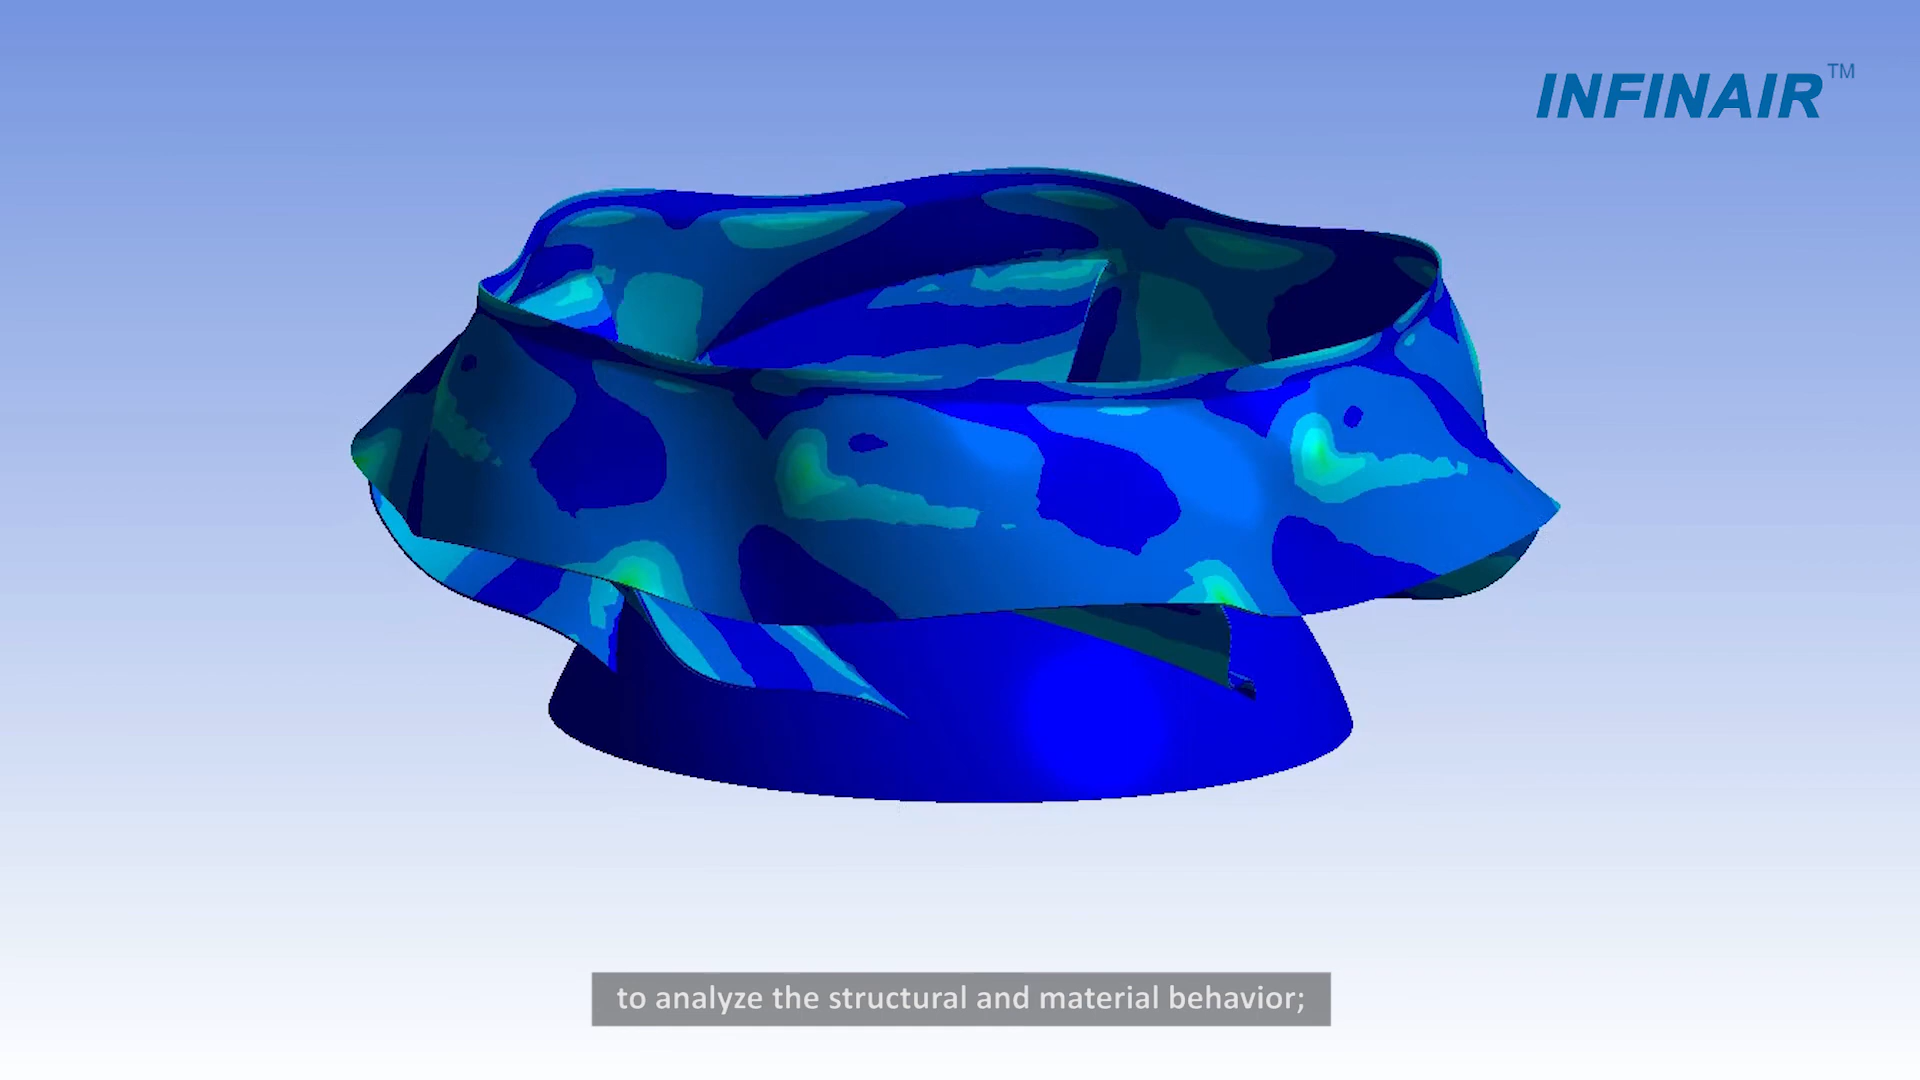 INFINAIR™
to analyze the structural and material behavior;